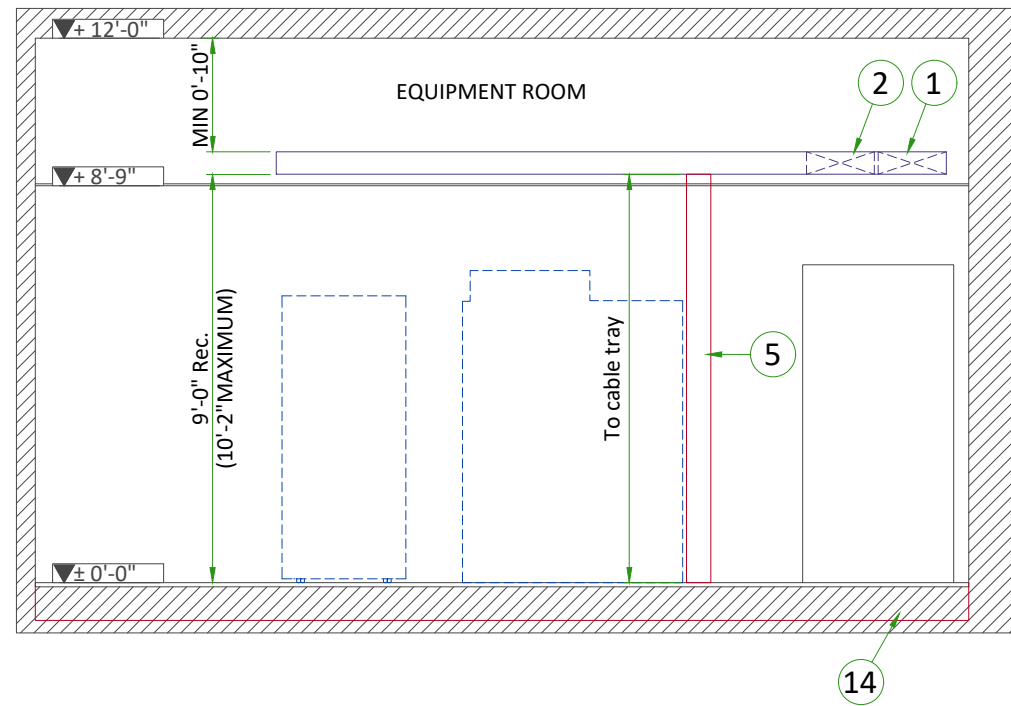 + 12'-0"
MIN 0'-10"
EQUIPMENT ROOM
2
1
+ 8'-9"
9'-0" Rec.
(10'-2"MAXIMUM)
To cable tray
5
± 0'-0"
14